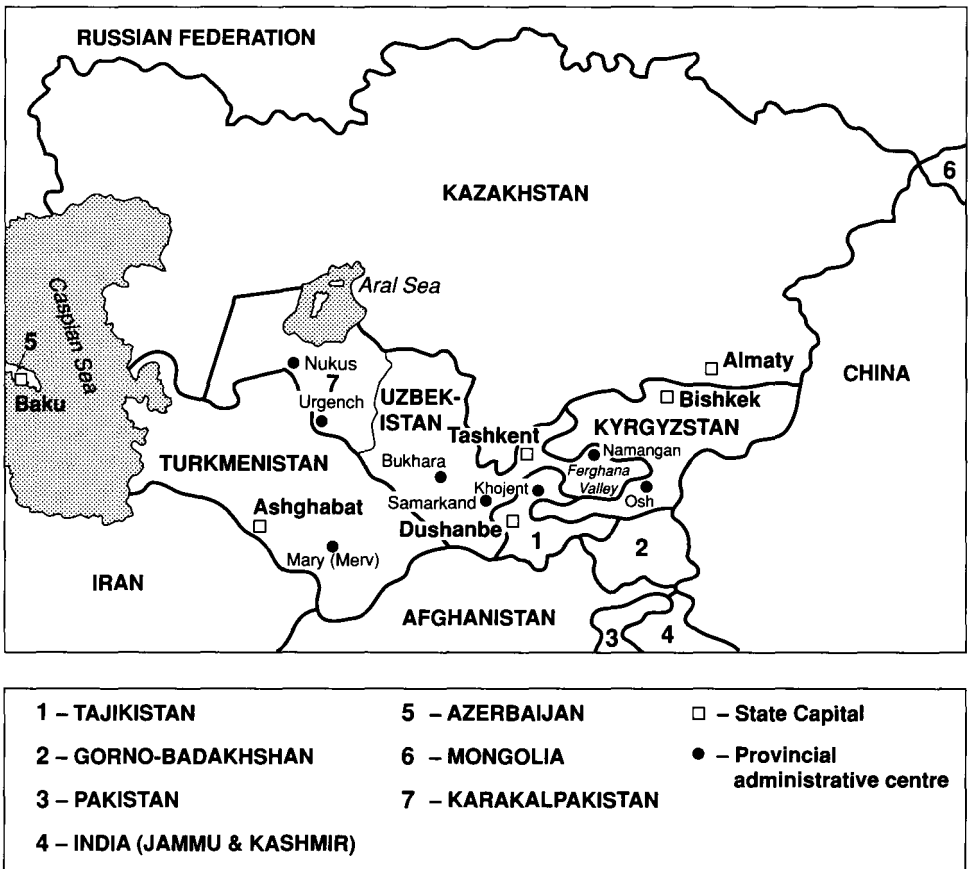 RUSSIAN FEDERATION
6
KAZAKHSTAN
Aral Sea
Caspian Sea
5
Baku
Nukus
7
Urgench
UZBEK-
ISTAN
Almaty
CHINA
Bishkek
KYRGYZSTAN
Tashkent
Namangan
Ferghana
Valley
Osh
TURKMENISTAN
Bukhara
Khojent
Samarkand
Ashghabat
Dushanbe
1
2
Mary (Merv)
IRAN
AFGHANISTAN
3
4
1 – TAJIKISTAN
2 – GORNO-BADAKHSHAN
3 – PAKISTAN
4 – INDIA (JAMMU & KASHMIR)
5 – AZERBAIJAN
6 – MONGOLIA
7 – KARAKALPAKISTAN
– State Capital
– Provincial
administrative centre